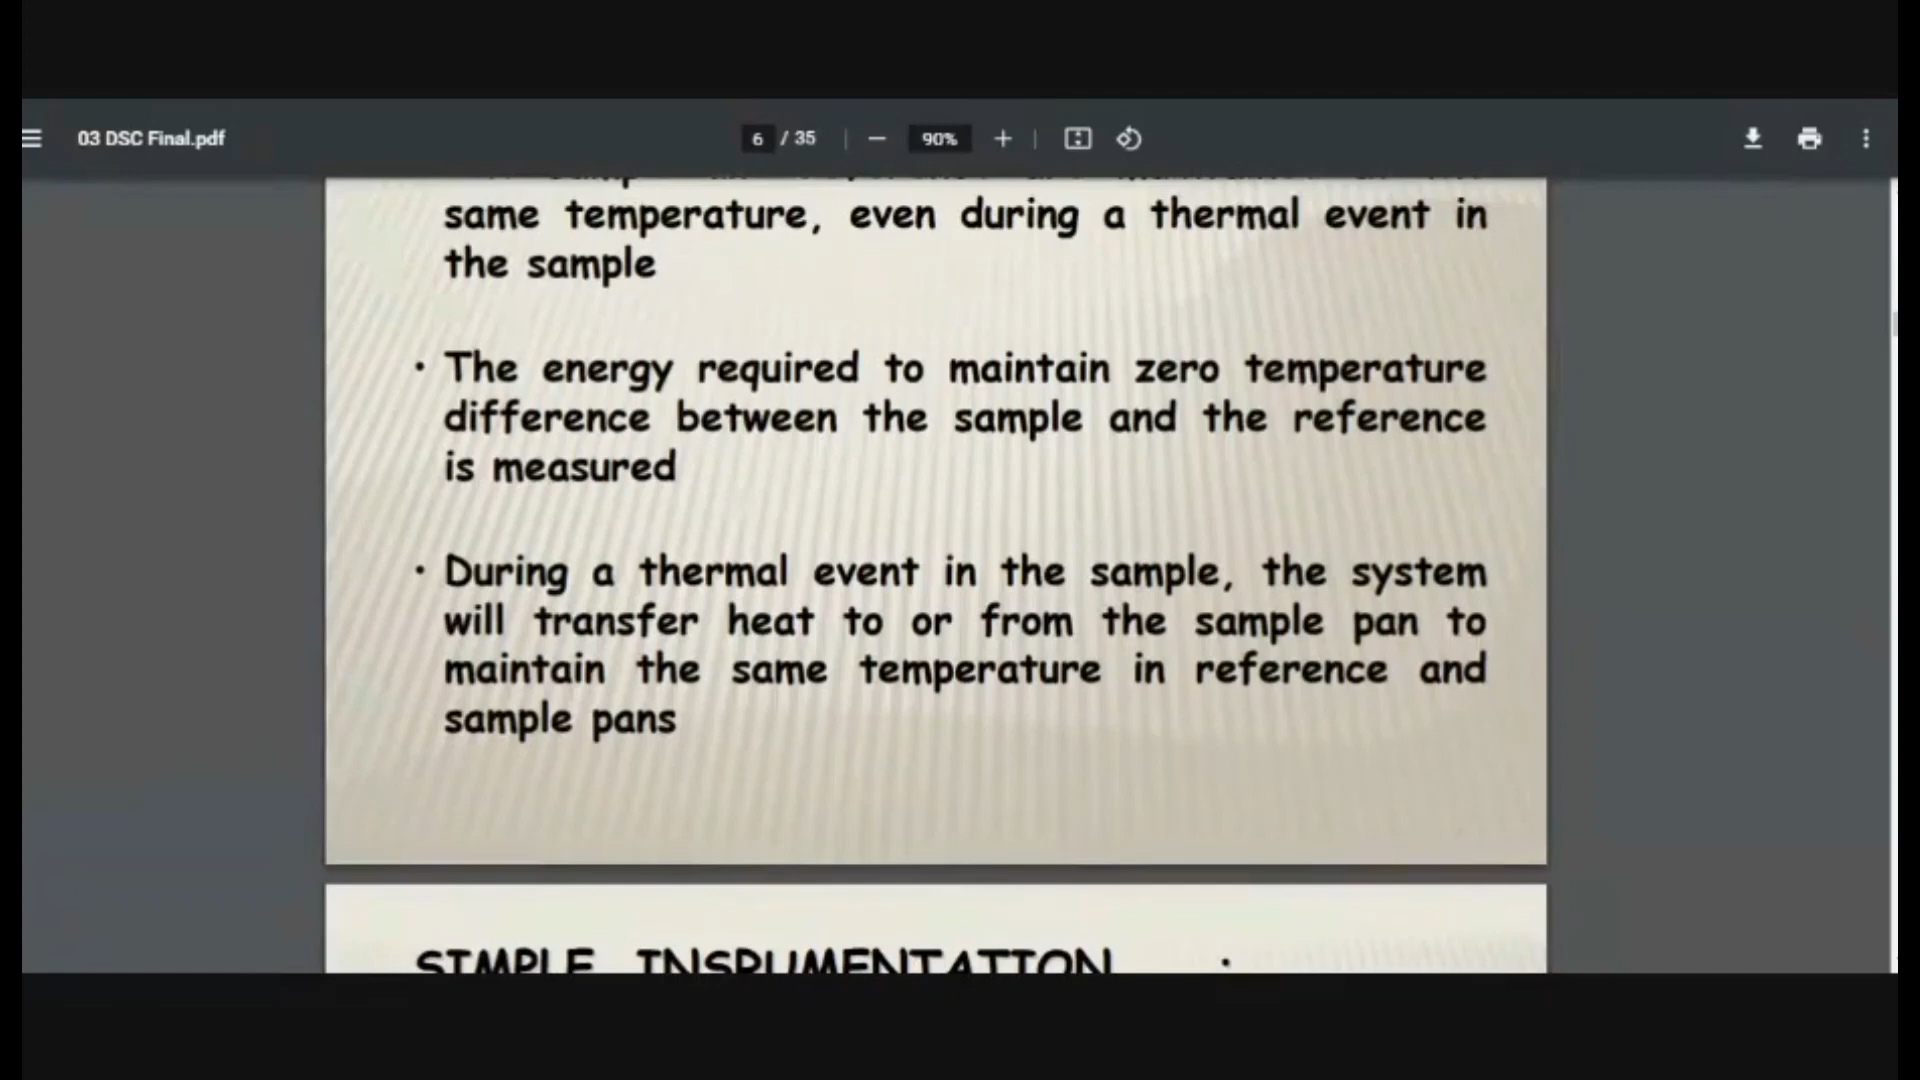 03 DSC Final.pdf
6 / 35
90%
same temperature, even during a thermal event in
the sample
• The energy required to maintain zero temperature
difference between the sample and the reference
is measured
• During a thermal event in the sample, the system
will transfer heat to or from the sample pan to
maintain the same temperature in reference and
sample pans
SIMPLE INSRUMENTATION :